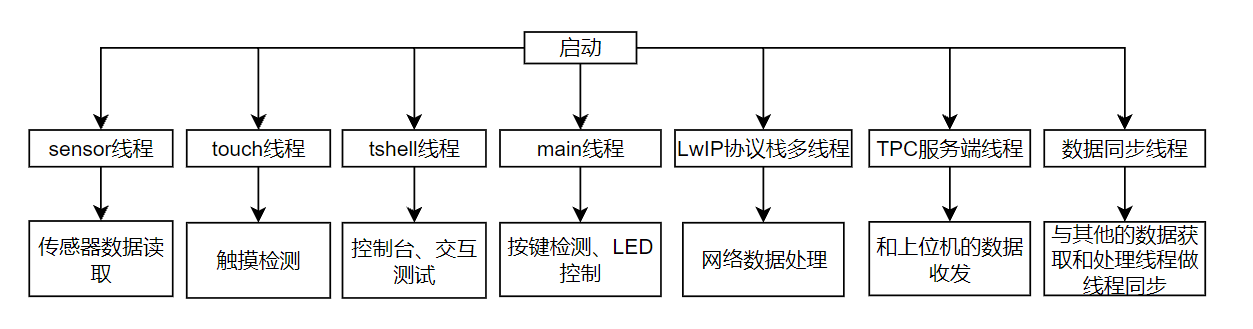 启动
sensor线程
touch线程
tshell线程
main线程
LwIP协议栈多线程
TPC服务端线程
数据同步线程
传感器数据读
取
触摸检测
控制台、交互
测试
按键检测、LED
控制
网络数据处理
和上位机的数据
收发
与其他的数据获
取和处理线程做
线程同步